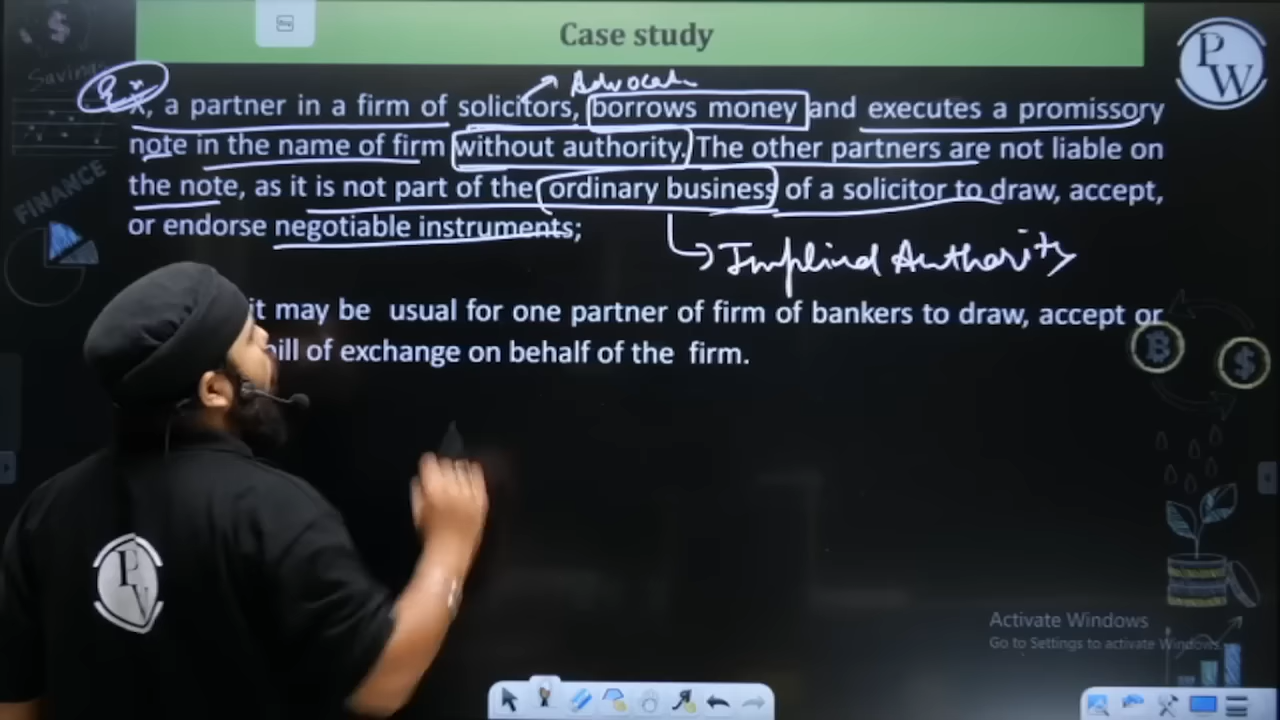 Case study
Advocate
X, a partner in a firm of solicitors, borrows money and executes a promissory
note in the name of firm without authority. The other partners are not liable on
the note, as it is not part of the ordinary business of a solicitor to draw, accept,
or endorse negotiable instruments;
Implied Authority
it may be usual for one partner of firm of bankers to draw, accept or
bill of exchange on behalf of the firm.
PW
PW
Saving
FINANCE
Activate Windows
Go to Settings to activate Windows.